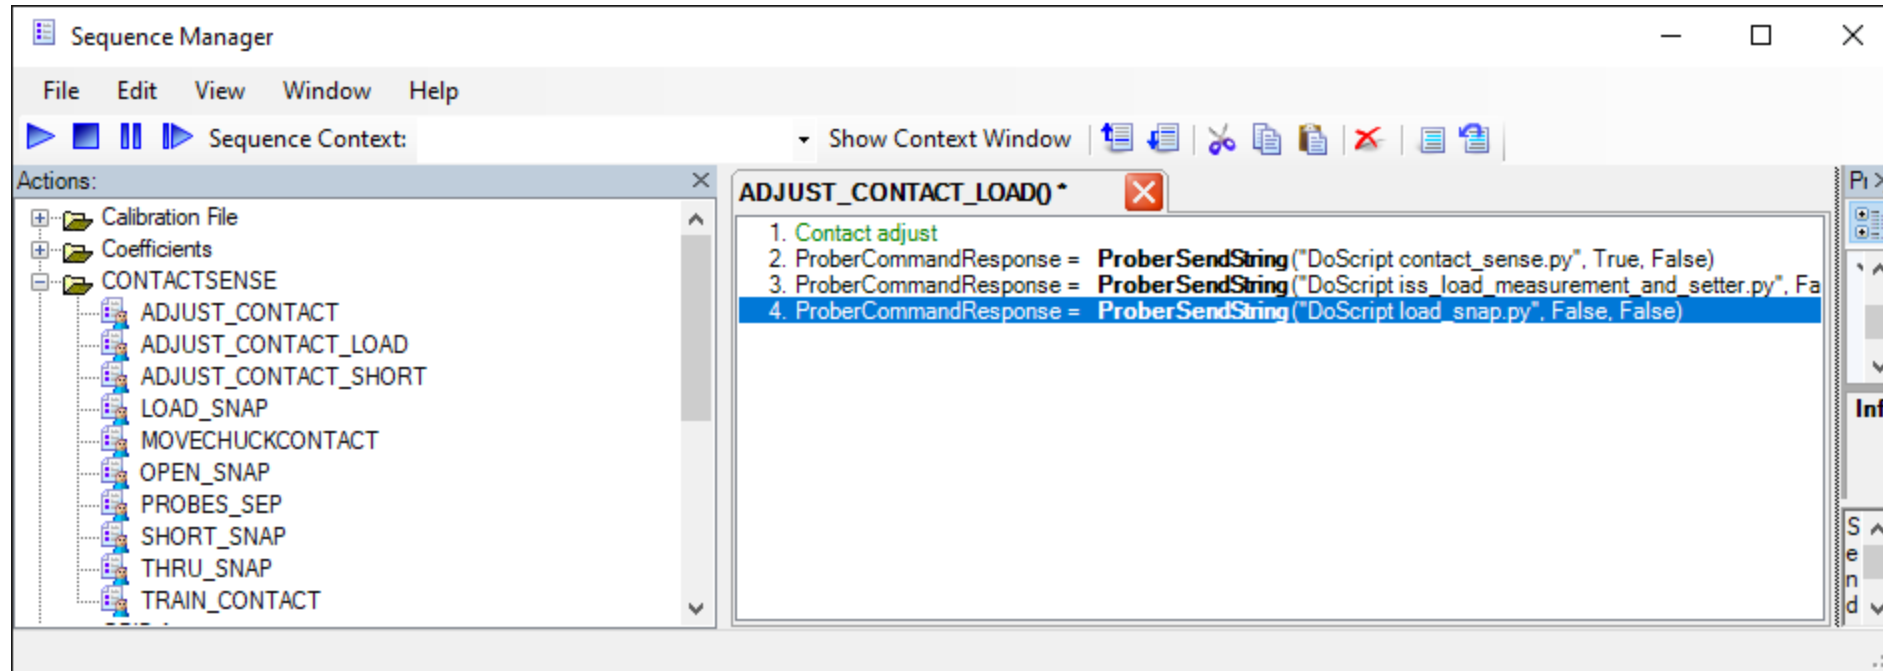 Sequence Manager
File Edit View Window Help
Sequence Context: Show Context Window
Actions:
Calibration File
Coefficients
CONTACTSENSE
ADJUST_CONTACT
ADJUST_CONTACT_LOAD
ADJUST_CONTACT_SHORT
LOAD_SNAP
MOVECHUCKCONTACT
OPEN_SNAP
PROBES_SEP
SHORT_SNAP
THRU_SNAP
TRAIN_CONTACT
ADJUST_CONTACT_LOAD() *
1. Contact adjust
2. ProberCommandResponse = ProberSendString("DoScript contact_sense.py", True, False)
3. ProberCommandResponse = ProberSendString("DoScript iss_load_measurement_and_setter.py", Fa
4. ProberCommandResponse = ProberSendString("DoScript load_snap.py", False, False)
Inf
S
e
n
d